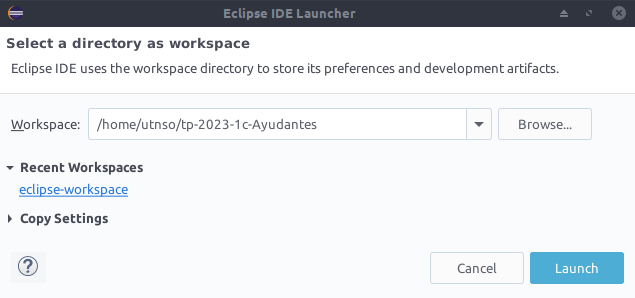 Eclipse IDE Launcher
Select a directory as workspace
Eclipse IDE uses the workspace directory to store its preferences and development artifacts.
Workspace: /home/utnso/tp-2023-1c-Ayudantes Browse...
Recent Workspaces
eclipse-workspace
Copy Settings
? Cancel Launch